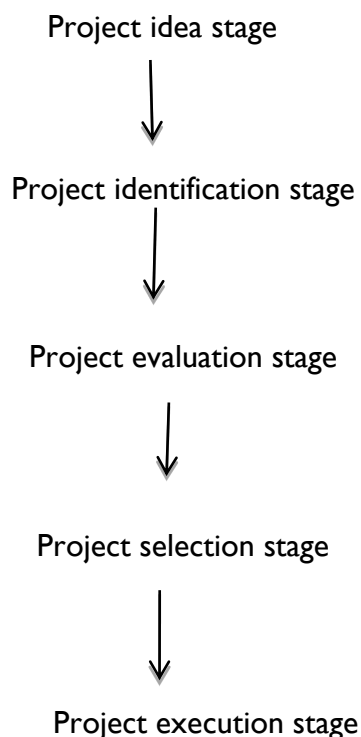 Project idea stage
Project identification stage
Project evaluation stage
Project selection stage
Project execution stage